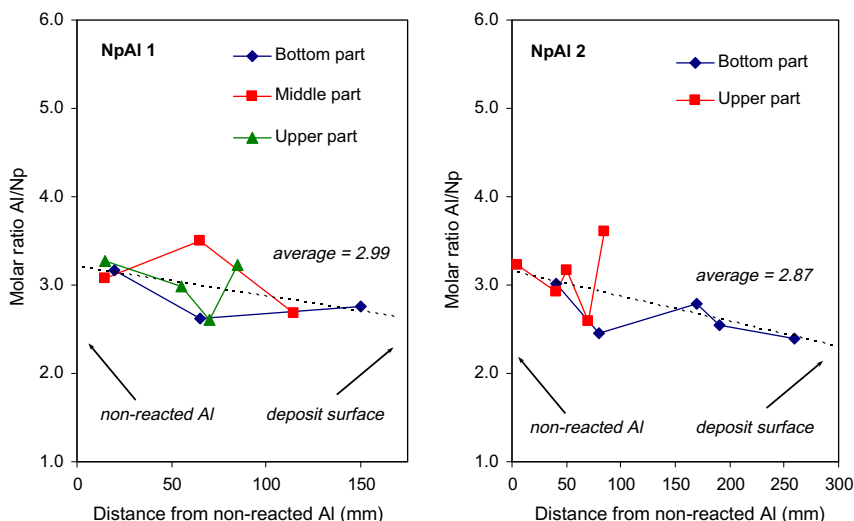 NpAl 1
Bottom part
Middle part
Upper part
6.0
5.0
4.0
3.0
2.0
1.0
Molar ratio Al/Np
average = 2.99
non-reacted Al
deposit surface
0
50
100
150
Distance from non-reacted Al (mm)
NpAl 2
Bottom part
Upper part
6.0
5.0
4.0
3.0
2.0
1.0
Molar ratio Al/Np
average = 2.87
non-reacted Al
deposit surface
0
50
100
150
200
250
300
Distance from non-reacted Al (mm)